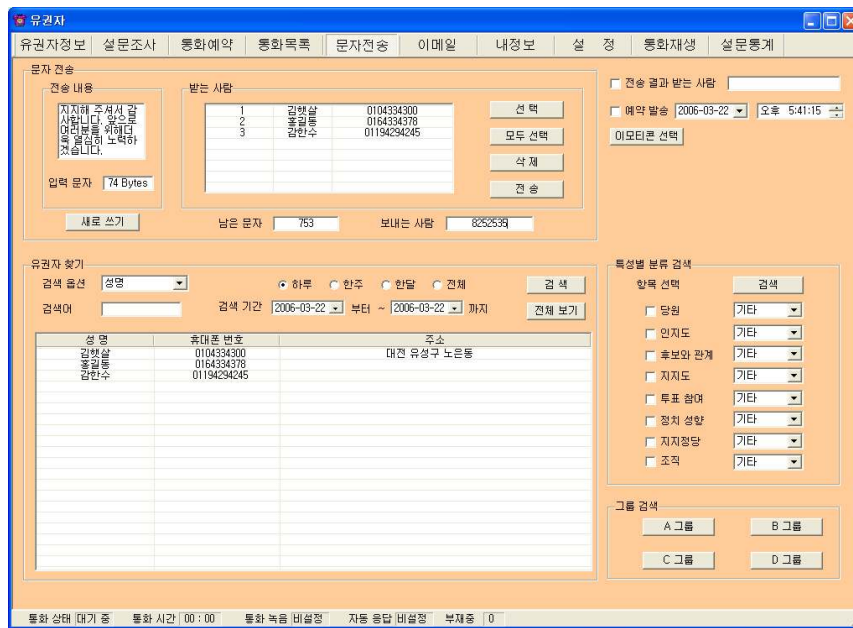 유권자
유권자정보 설문조사 통화예약 통화목록 문자전송 이메일 내정보 설 정 통화재생 설문통계
문자 전송
전송 내용
지지해 주셔서 감
사합니다. 앞으로
여러분을 위해더
욱 열심히 노력하
겠습니다.
입력 문자 74 Bytes
새로 쓰기
받는 사람
1 김햇살 0104334300
2 홍길동 0164334378
3 감한수 01194294245
선 택
모두 선택
삭 제
전 송
남은 문자 753 보내는 사람 8252535
전송 결과 받는 사람
예약 발송 2006-03-22 오후 5:41:15
이모티콘 선택
유권자 찾기
검색 옵션 성명 하루 한주 한달 전체 검 색
검색어 검색 기간 2006-03-22 부터 ~ 2006-03-22 까지 전체 보기
성 명 휴대폰 번호 주소
김햇살 0104334300 대전 유성구 노은동
홍길동 0164334378
감한수 01194294245
특성별 분류 검색
항목 선택 검색
당원 기타
인지도 기타
후보와 관계 기타
지지도 기타
투표 참여 기타
정치 성향 기타
지지정당 기타
조직 기타
그룹 검색
A 그룹 B 그룹
C 그룹 D 그룹
통화 상태 대기 중 통화 시간 00 : 00 통화 녹음 비설정 자동 응답 비설정 부재중 0